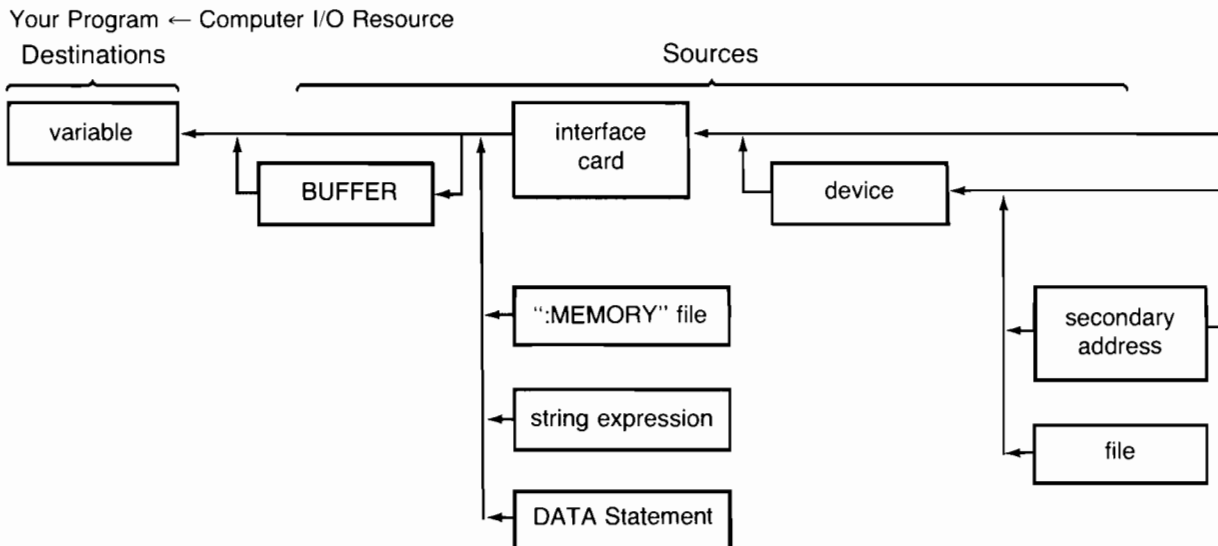 Your Program ← Computer I/O Resource
Destinations
Sources
variable
interface
card
BUFFER
device
":MEMORY" file
secondary
address
string expression
file
DATA Statement